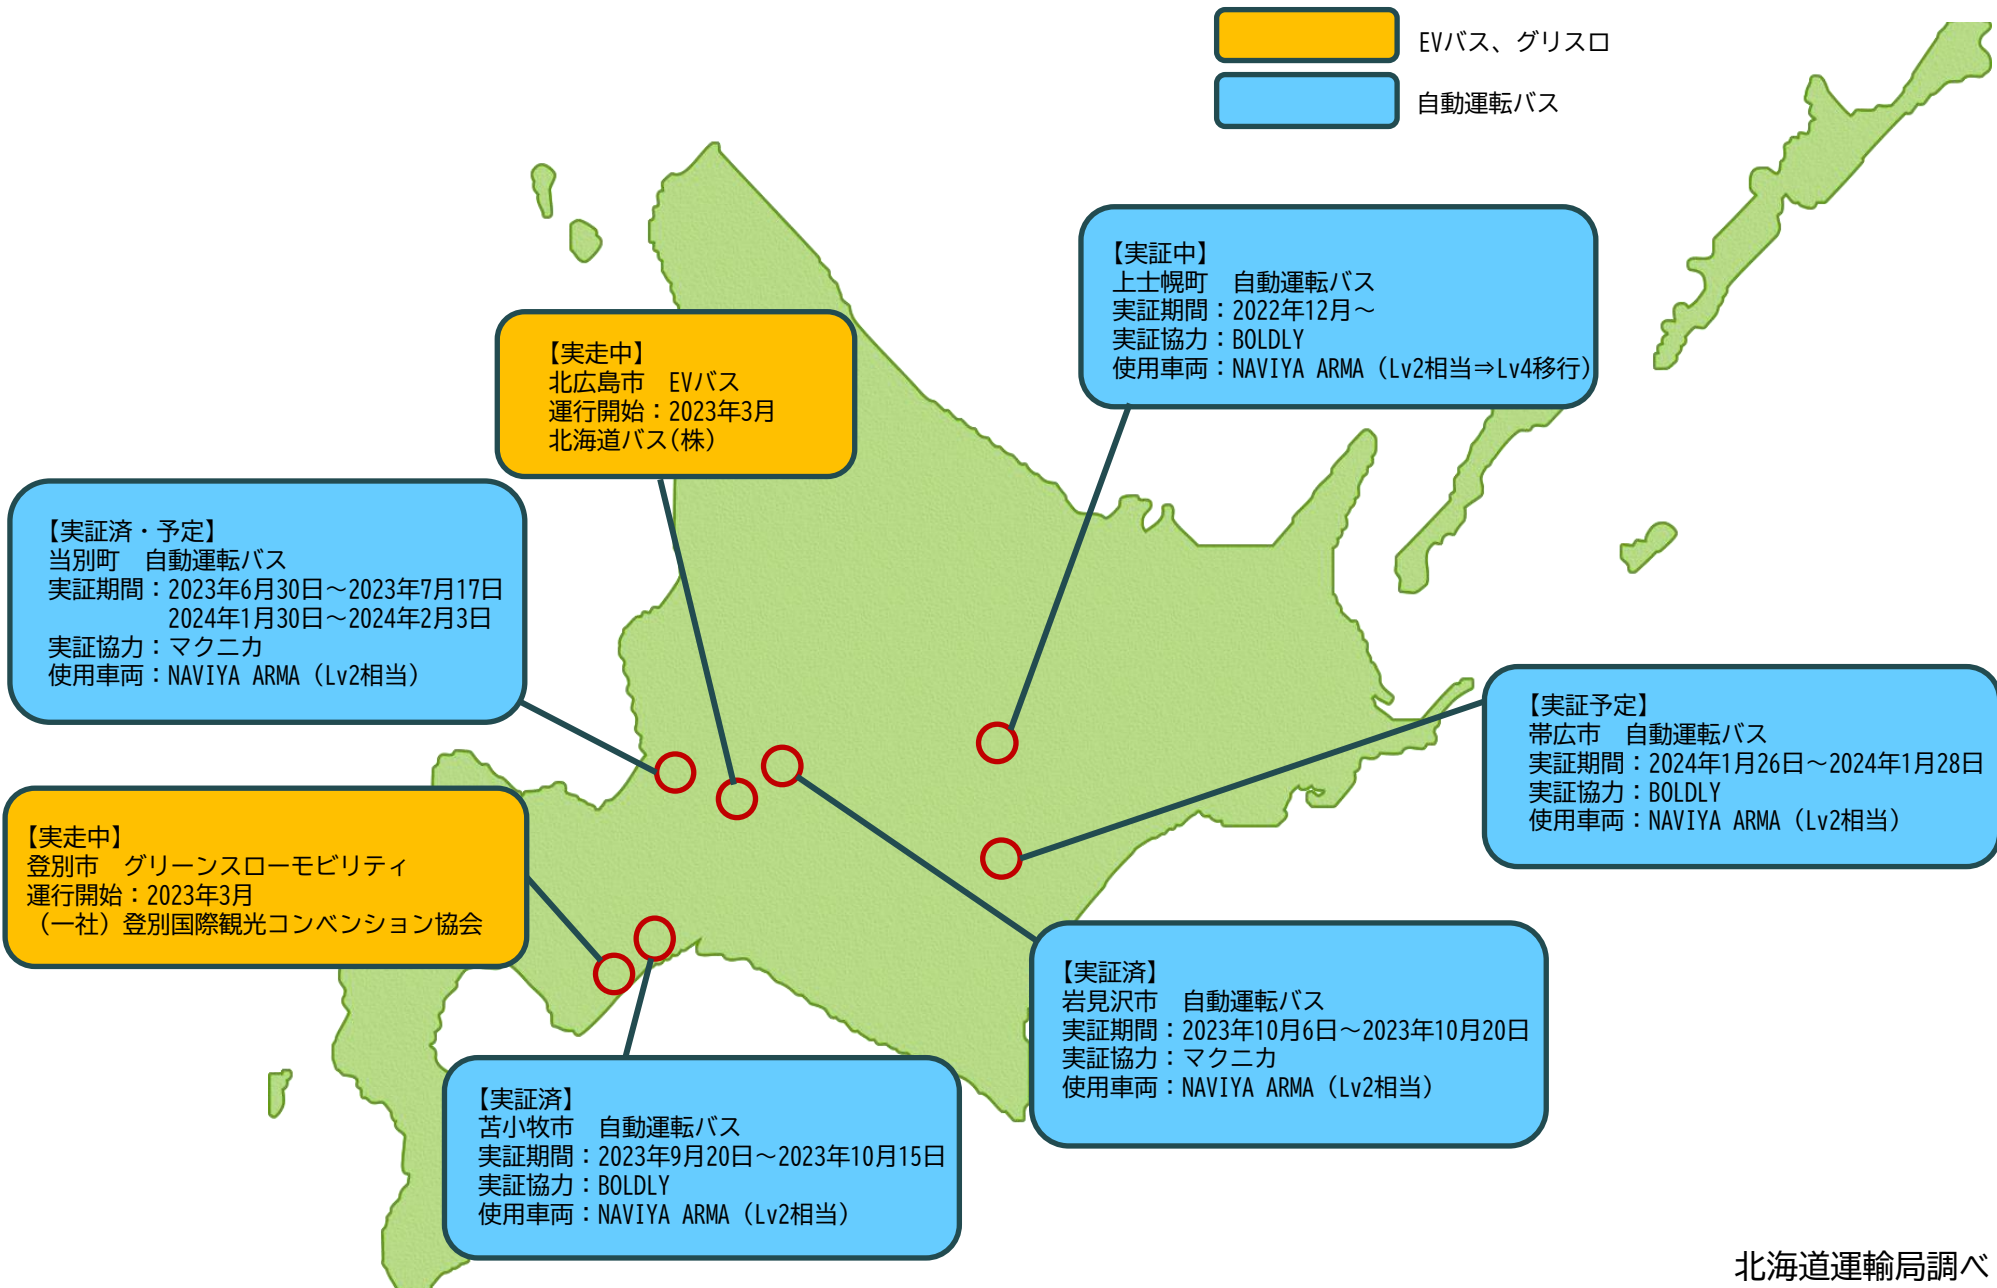 EVバス、グリスロ
自動運転バス
【実証中】
上士幌町　自動運転バス
実証期間：2022年12月～
実証協力：BOLDLY
使用車両：NAVIYA ARMA（Lv2相当⇒Lv4移行）
【実走中】
北広島市　EVバス
運行開始：2023年3月
北海道バス(株)
【実証済・予定】
当別町　自動運転バス
実証期間：2023年6月30日～2023年7月17日
2024年1月30日～2024年2月3日
実証協力：マクニカ
使用車両：NAVIYA ARMA（Lv2相当）
【実証予定】
帯広市　自動運転バス
実証期間：2024年1月26日～2024年1月28日
実証協力：BOLDLY
使用車両：NAVIYA ARMA（Lv2相当）
【実走中】
登別市　グリーンスローモビリティ
運行開始：2023年3月
（一社）登別国際観光コンベンション協会
【実証済】
岩見沢市　自動運転バス
実証期間：2023年10月6日～2023年10月20日
実証協力：マクニカ
使用車両：NAVIYA ARMA（Lv2相当）
【実証済】
苫小牧市　自動運転バス
実証期間：2023年9月20日～2023年10月15日
実証協力：BOLDLY
使用車両：NAVIYA ARMA（Lv2相当）
北海道運輸局調べ